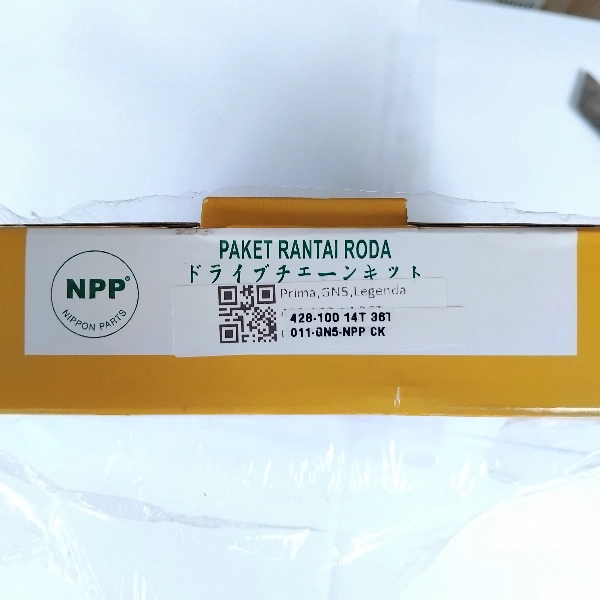 PAKET RANTAI RODA
ドライブチェーンキット
NPP
NIPPON PARTS
Prima,GN5,Legenda
428-100 14T 36T
011-GN5-NPP CK